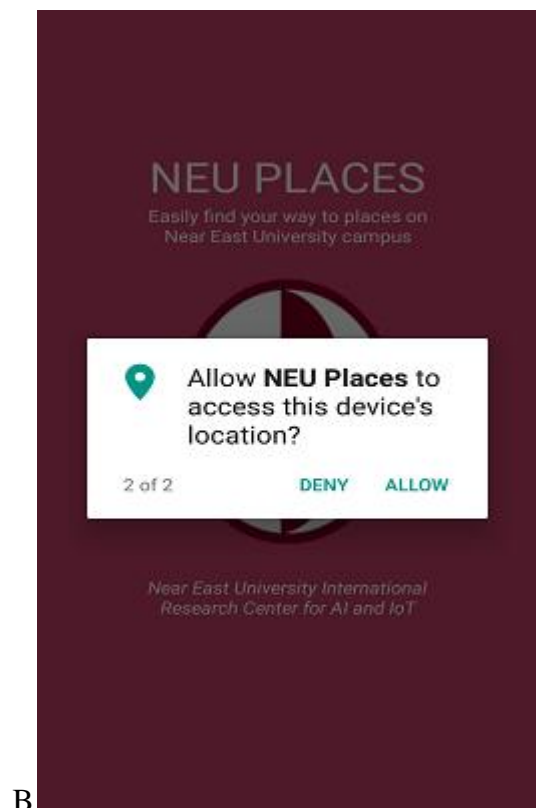 NEU PLACES
Easily find your way to places on
Near East University campus
Allow NEU Places to
access this device's
location?
2 of 2
DENY ALLOW
Near East University International
Research Center for AI and IoT
B